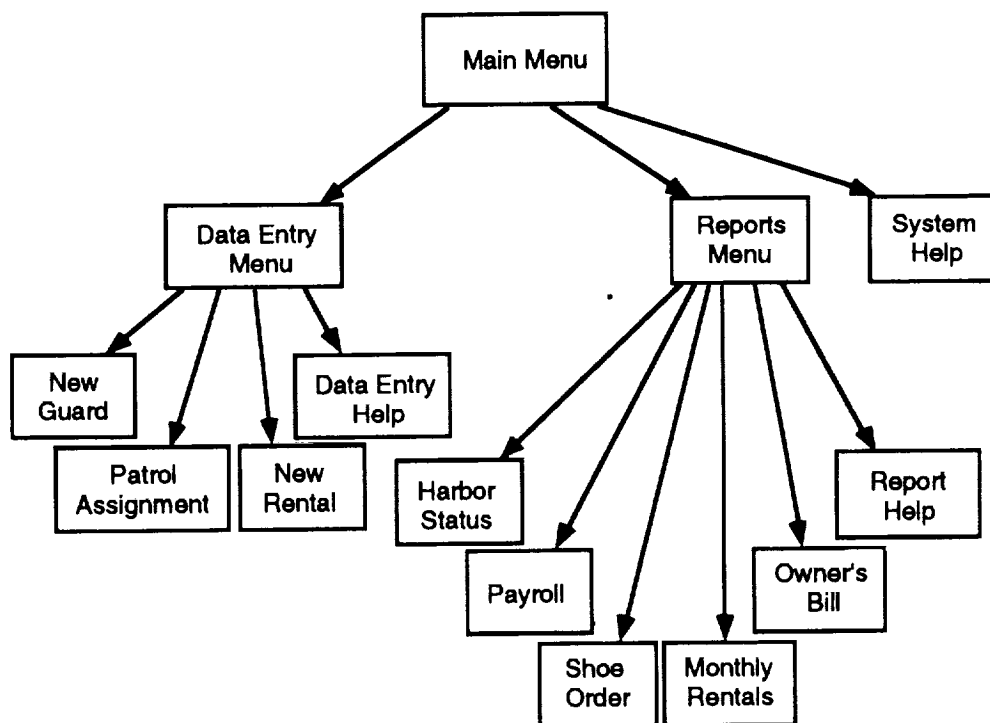 Main Menu
Data Entry
Menu
Reports
Menu
System
Help
New
Guard
Data Entry
Help
Patrol
Assignment
New
Rental
Harbor
Status
Report
Help
Payroll
Owner's
Bill
Shoe
Order
Monthly
Rentals